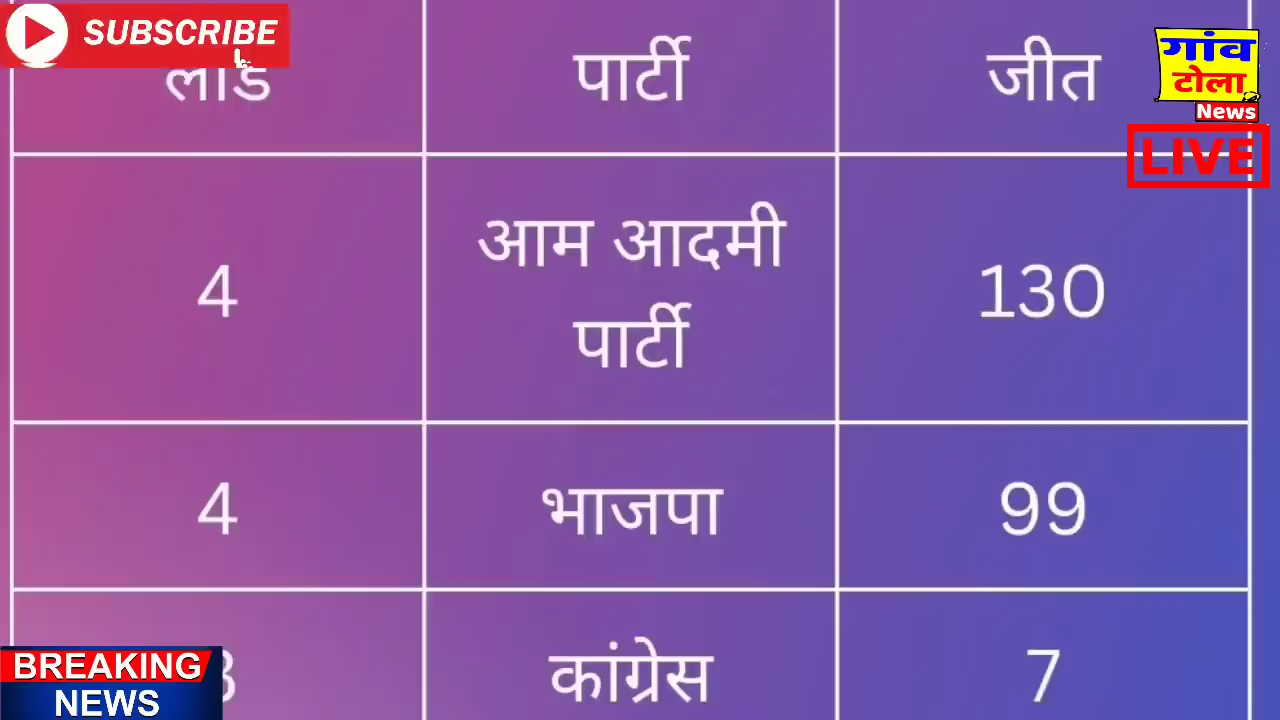 SUBSCRIBE
पार्टी
जीत
गांव
टोला
News
LIVE
4
आम आदमी
पार्टी
130
4
भाजपा
99
कांग्रेस
7
BREAKING
NEWS